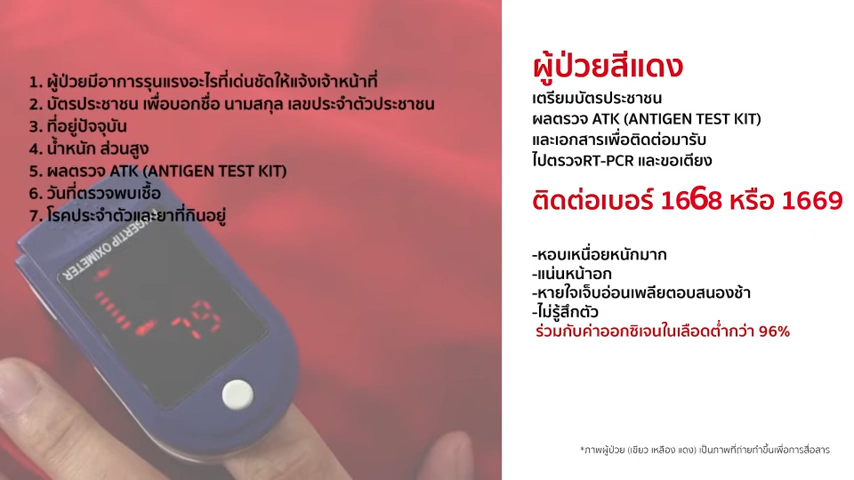 1. ผู้ป่วยมีอาการรุนแรงอะไรที่เด่นชัดให้แจ้งเจ้าหน้าที่
2. บัตรประชาชน เพื่อบอกชื่อ นามสกุล เลขประจำตัวประชาชน
3. ที่อยู่ปัจจุบัน
4. น้ำหนัก ส่วนสูง
5. ผลตรวจ ATK (ANTIGEN TEST KIT)
6. วันที่ตรวจพบเชื้อ
7. โรคประจำตัวและยาที่กินอยู่
FINGERTIP OXIMETER
79
ผู้ป่วยสีแดง
เตรียมบัตรประชาชน
ผลตรวจ ATK (ANTIGEN TEST KIT)
และเอกสารเพื่อติดต่อมารับ
ไปตรวจRT-PCR และขอเตียง
ติดต่อเบอร์ 1668 หรือ 1669
-หอบเหนื่อยหนักมาก
-แน่นหน้าอก
-หายใจเจ็บอ่อนเพลียตอบสนองช้า
-ไม่รู้สึกตัว
ร่วมกับค่าออกซิเจนในเลือดต่ำกว่า 96%
*ภาพผู้ป่วย (เขียว เหลือง แดง) เป็นภาพที่ถ่ายทำขึ้นเพื่อการสื่อสาร